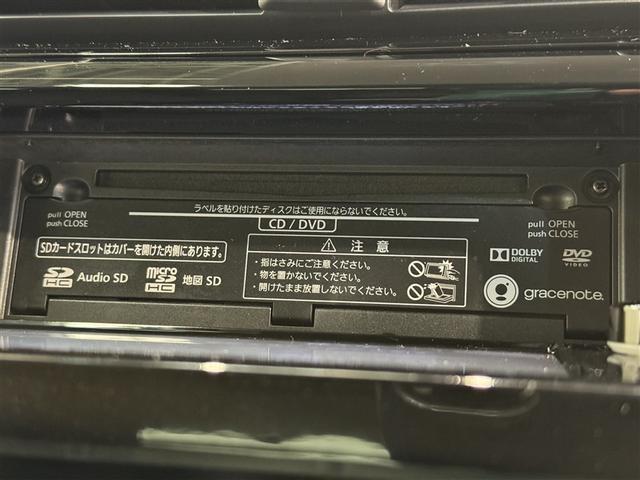 ラベルを貼り付けたディスクはご使用にならないでください。
pull OPEN
push CLOSE
CD / DVD
pull OPEN
push CLOSE
SDカードスロットはカバーを開けた内側にあります。
SD HC Audio SD
micro SD HC 地図 SD
注 意
・指はさみにご注意ください。
・物を置かないでください。
・開けたまま放置しないでください。
DOLBY DIGITAL
DVD VIDEO
gracenote.